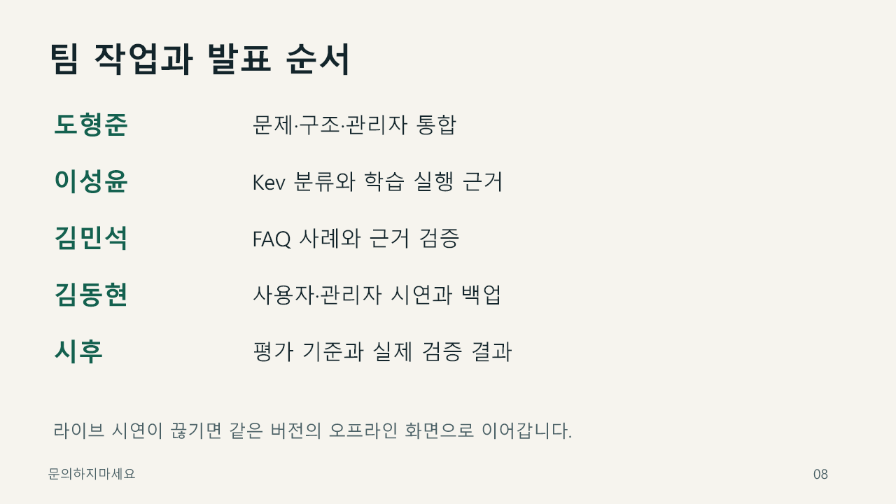 팀 작업과 발표 순서
도형준 문제·구조·관리자 통합
이성윤 Kev 분류와 학습 실행 근거
김민석 FAQ 사례와 근거 검증
김동현 사용자·관리자 시연과 백업
시후 평가 기준과 실제 검증 결과
라이브 시연이 끊기면 같은 버전의 오프라인 화면으로 이어갑니다.
문의하지마세요 08